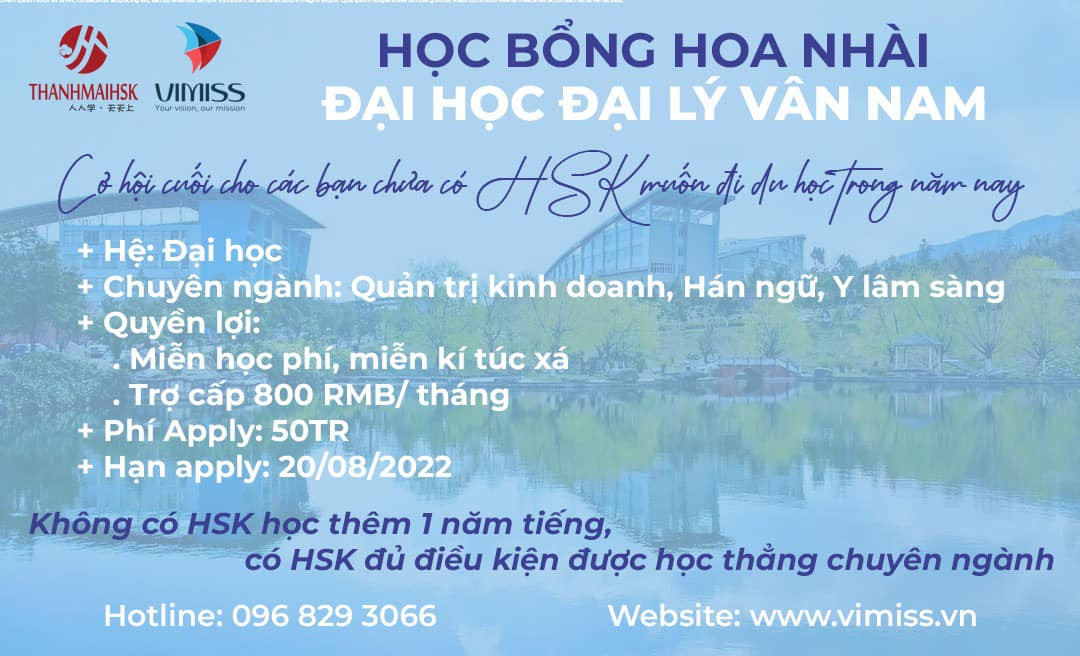 THANHMAIHSK
人人学、天天上
VIMISS
Your vision, our mission
HỌC BỔNG HOA NHÀI
ĐẠI HỌC ĐẠI LÝ VÂN NAM
Cơ hội cuối cho các bạn chưa có HSK muốn đi du học trong năm nay
+ Hệ: Đại học
+ Chuyên ngành: Quản trị kinh doanh, Hán ngữ, Y lâm sàng
+ Quyền lợi:
. Miễn học phí, miễn kí túc xá
. Trợ cấp 800 RMB/ tháng
+ Phí Apply: 50TR
+ Hạn apply: 20/08/2022
Không có HSK học thêm 1 năm tiếng,
có HSK đủ điều kiện được học thẳng chuyên ngành
Hotline: 096 829 3066
Website: www.vimiss.vn